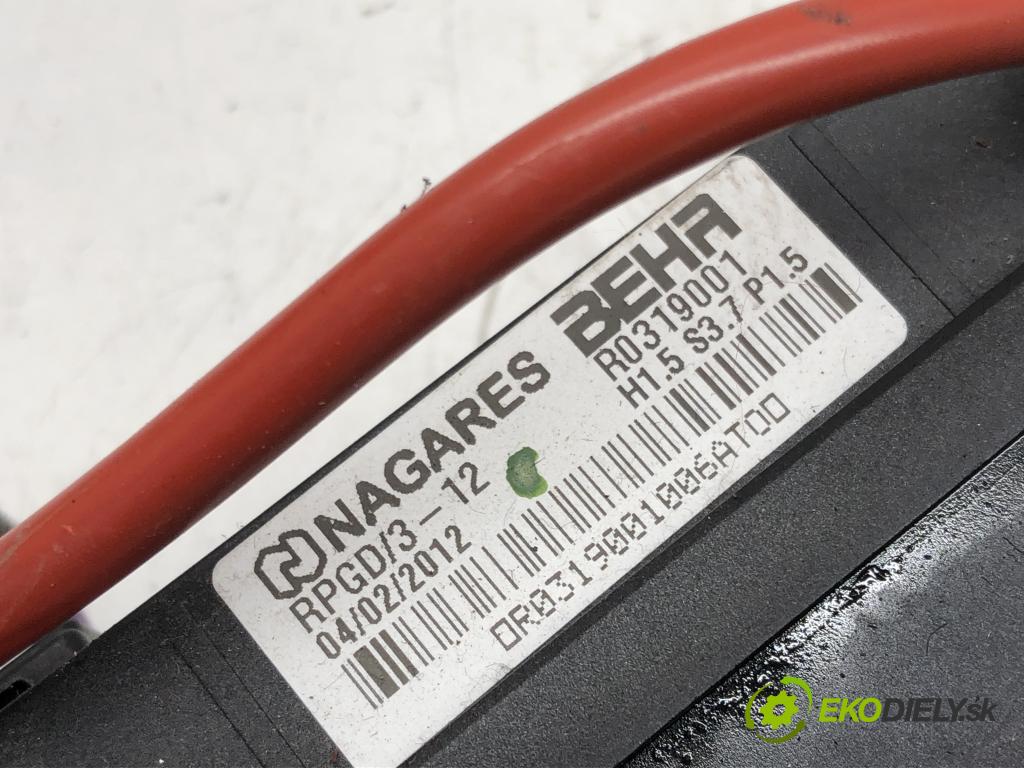 NAGARES BEHR
RPGD/3-12 R0319001
04/02/2012 H1.5 S3.7 P1.5
0R0319001006AT00
EKODIELY.sk